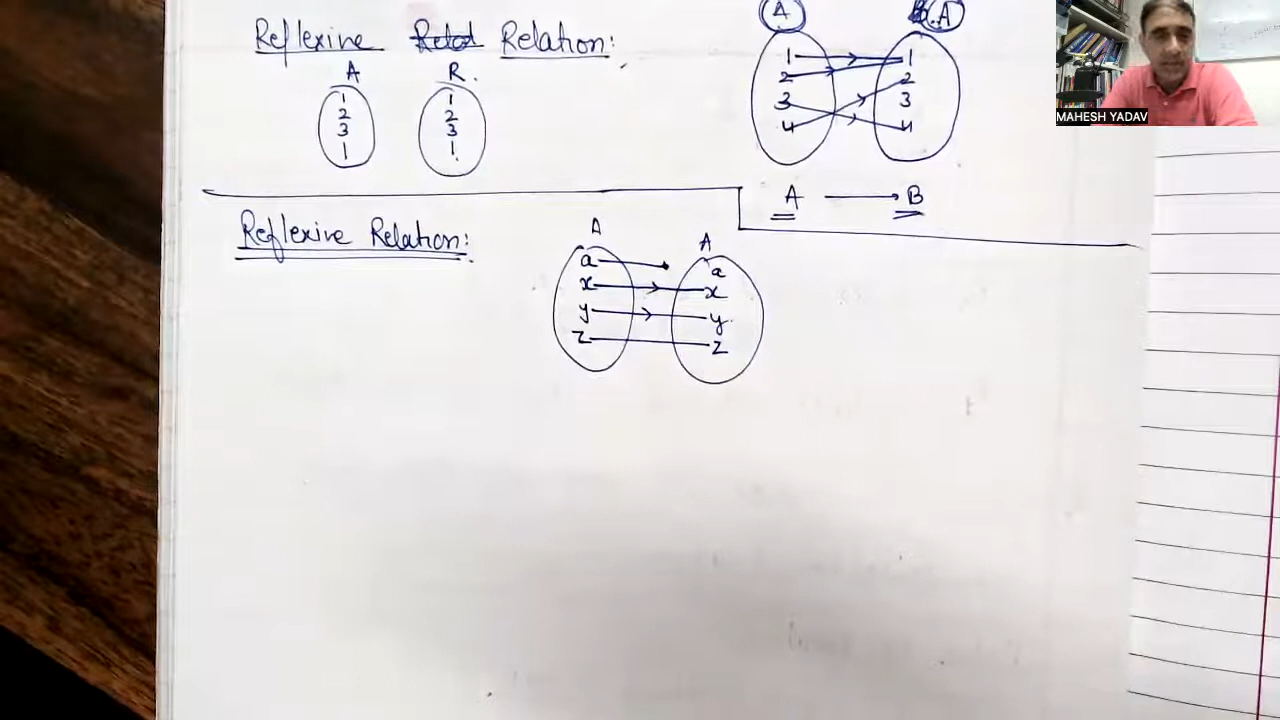 Reflexive Relation:
A R.
1 1
2 2
3 3
1 1
A A
1 1
2 2
3 3
4 4
A → B
MAHESH YADAV
Reflexive Relation:
A A
a a
x x
y y
z z